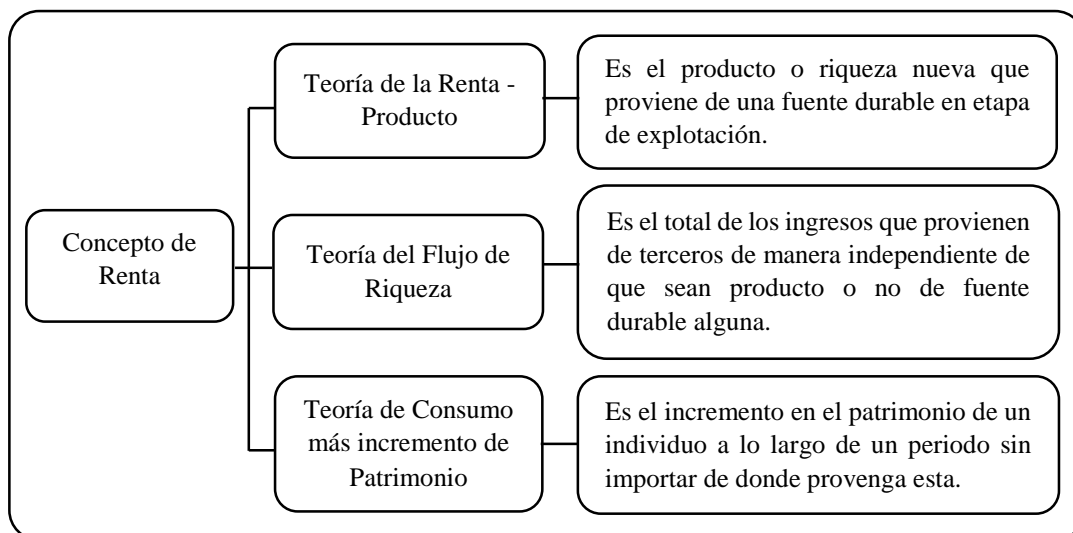 Concepto de
Renta
Teoría de la Renta -
Producto
Es el producto o riqueza nueva que
proviene de una fuente durable en etapa
de explotación.
Teoría del Flujo de
Riqueza
Es el total de los ingresos que provienen
de terceros de manera independiente de
que sean producto o no de fuente
durable alguna.
Teoría de Consumo
más incremento de
Patrimonio
Es el incremento en el patrimonio de un
individuo a lo largo de un periodo sin
importar de donde provenga esta.